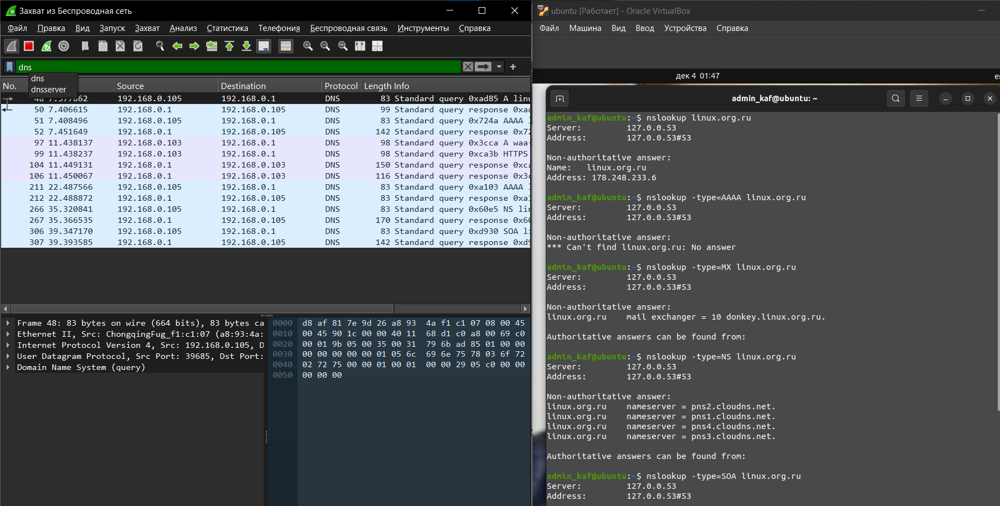 Захват из Беспроводная сеть
Файл Правка Вид Запуск Захват Анализ Статистика Телефония Беспроводная связь Инструменты Справка
dns
dns
dnsserver
No. Source Destination Protocol Length Info
48 7.377862 192.168.0.105 192.168.0.1 DNS 83 Standard query 0xad85 A linu
50 7.406615 192.168.0.1 192.168.0.105 DNS 99 Standard query response 0xad
51 7.408496 192.168.0.105 192.168.0.1 DNS 83 Standard query 0x724a AAAA
52 7.451649 192.168.0.1 192.168.0.105 DNS 142 Standard query response 0x72
97 11.438137 192.168.0.103 192.168.0.1 DNS 98 Standard query 0x3cca A waa-
99 11.438237 192.168.0.103 192.168.0.1 DNS 98 Standard query 0xca3b HTTPS
104 11.449131 192.168.0.1 192.168.0.103 DNS 150 Standard query response 0xca
106 11.450067 192.168.0.1 192.168.0.103 DNS 116 Standard query response 0x3c
211 22.487566 192.168.0.105 192.168.0.1 DNS 83 Standard query 0xa103 AAAA
212 22.488872 192.168.0.1 192.168.0.105 DNS 83 Standard query response 0xa1
266 35.320841 192.168.0.105 192.168.0.1 DNS 83 Standard query 0x60e5 NS lin
267 35.366535 192.168.0.1 192.168.0.105 DNS 170 Standard query response 0x60
306 39.347170 192.168.0.105 192.168.0.1 DNS 83 Standard query 0xd930 SOA li
307 39.393585 192.168.0.1 192.168.0.105 DNS 142 Standard query response 0xd9
Frame 48: 83 bytes on wire (664 bits), 83 bytes ca
Ethernet II, Src: ChongqingFug_f1:c1:07 (a8:93:4a:
Internet Protocol Version 4, Src: 192.168.0.105, D
User Datagram Protocol, Src Port: 39685, Dst Port:
Domain Name System (query)
0000 d8 af 81 7e 9d 26 a8 93 4a f1 c1 07 08 00 45
0010 00 45 90 1c 00 00 40 11 68 d1 c0 a8 00 69 c0
0020 00 01 9b 05 00 35 00 31 79 6b ad 85 01 00 00
0030 00 00 00 00 00 01 05 6c 69 6e 75 78 03 6f 72
0040 02 72 75 00 00 01 00 01 00 00 29 05 c0 00 00
0050 00 00 00
ubuntu [Работает] - Oracle VirtualBox
Файл Машина Вид Ввод Устройства Справка
дек 4 01:47
admin_kaf@ubuntu: ~
admin_kaf@ubuntu:~$ nslookup linux.org.ru
Server: 127.0.0.53
Address: 127.0.0.53#53
Non-authoritative answer:
Name: linux.org.ru
Address: 178.248.233.6
admin_kaf@ubuntu:~$ nslookup -type=AAAA linux.org.ru
Server: 127.0.0.53
Address: 127.0.0.53#53
Non-authoritative answer:
*** Can't find linux.org.ru: No answer
admin_kaf@ubuntu:~$ nslookup -type=MX linux.org.ru
Server: 127.0.0.53
Address: 127.0.0.53#53
Non-authoritative answer:
linux.org.ru mail exchanger = 10 donkey.linux.org.ru.
Authoritative answers can be found from:
admin_kaf@ubuntu:~$ nslookup -type=NS linux.org.ru
Server: 127.0.0.53
Address: 127.0.0.53#53
Non-authoritative answer:
linux.org.ru nameserver = pns2.cloudns.net.
linux.org.ru nameserver = pns1.cloudns.net.
linux.org.ru nameserver = pns4.cloudns.net.
linux.org.ru nameserver = pns3.cloudns.net.
Authoritative answers can be found from:
admin_kaf@ubuntu:~$ nslookup -type=SOA linux.org.ru
Server: 127.0.0.53
Address: 127.0.0.53#53